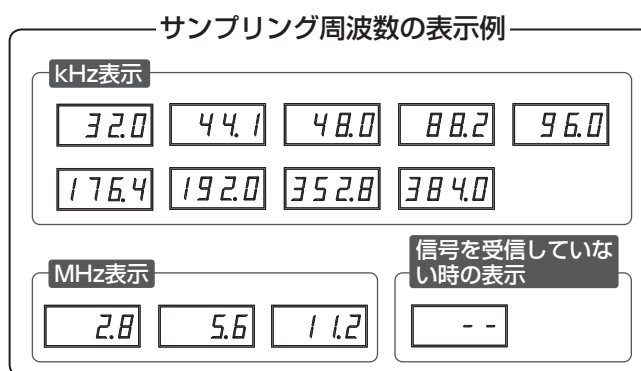 サンプリング周波数の表示例
kHz表示
32.0 44.1 48.0 88.2 96.0
176.4 192.0 352.8 384.0
MHz表示
2.8 5.6 11.2
信号を受信していな
い時の表示
- -